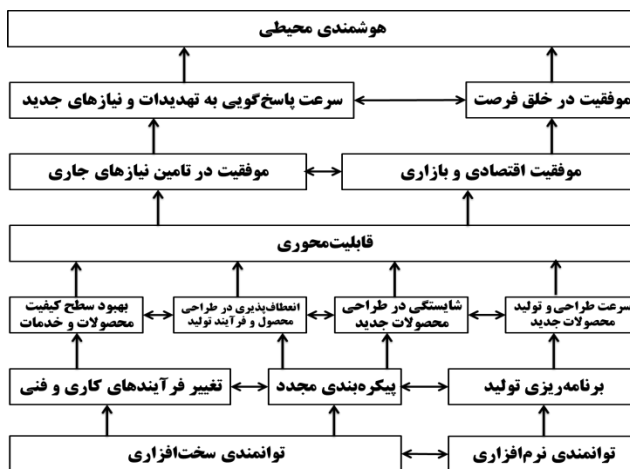 هوشمندی محیطی
موفقیت در خلق فرصت
سرعت پاسخ‌گویی به تهدیدات و نیازهای جدید
موفقیت اقتصادی و بازاری
موفقیت در تامین نیازهای جاری
قابلیت‌محوری
سرعت طراحی و تولید
محصولات جدید
شایستگی در طراحی
محصولات جدید
انعطاف‌پذیری در طراحی
محصول و فرآیند تولید
بهبود سطح کیفیت
محصولات و خدمات
برنامه‌ریزی تولید
پیکره‌بندی مجدد
تغییر فرآیندهای کاری و فنی
توانمندی نرم‌افزاری
توانمندی سخت‌افزاری